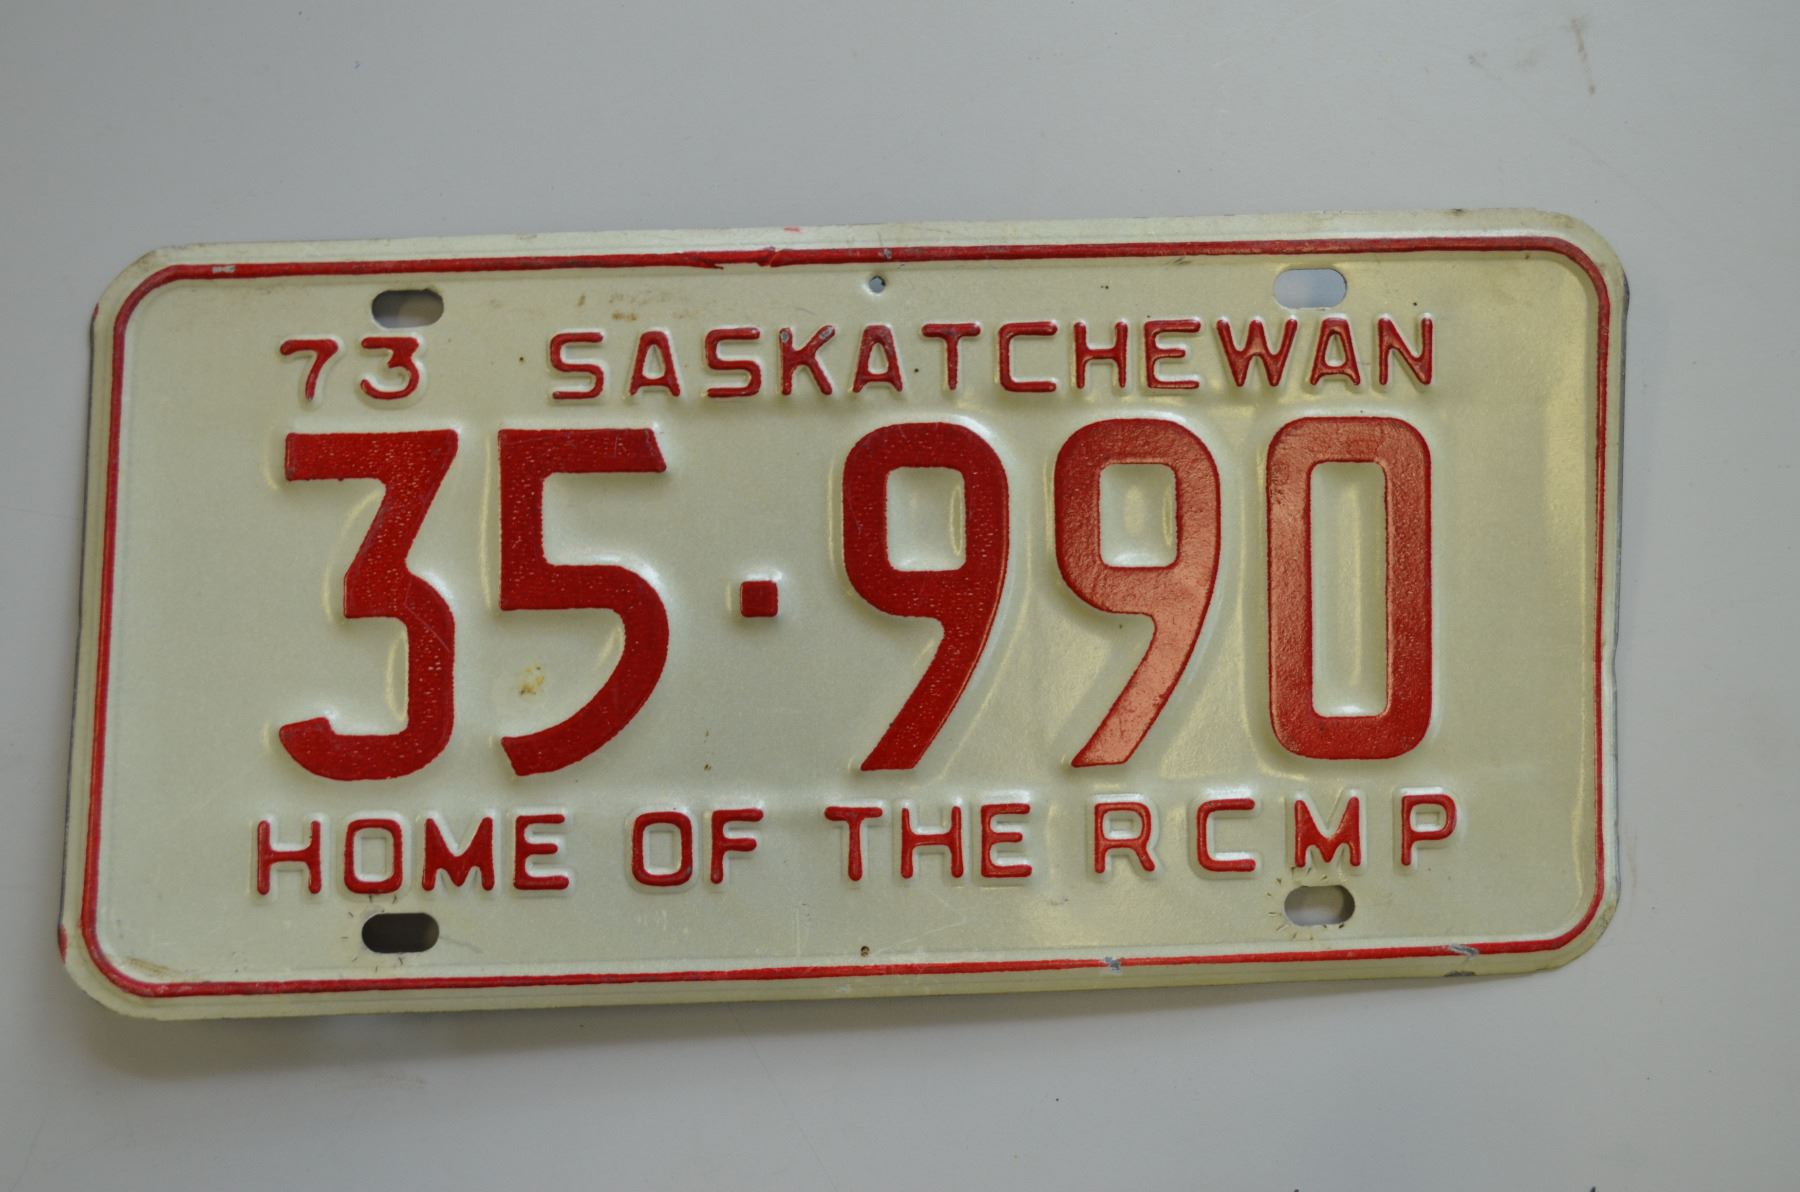 73 SASKATCHEWAN
35·990
HOME OF THE RCMP